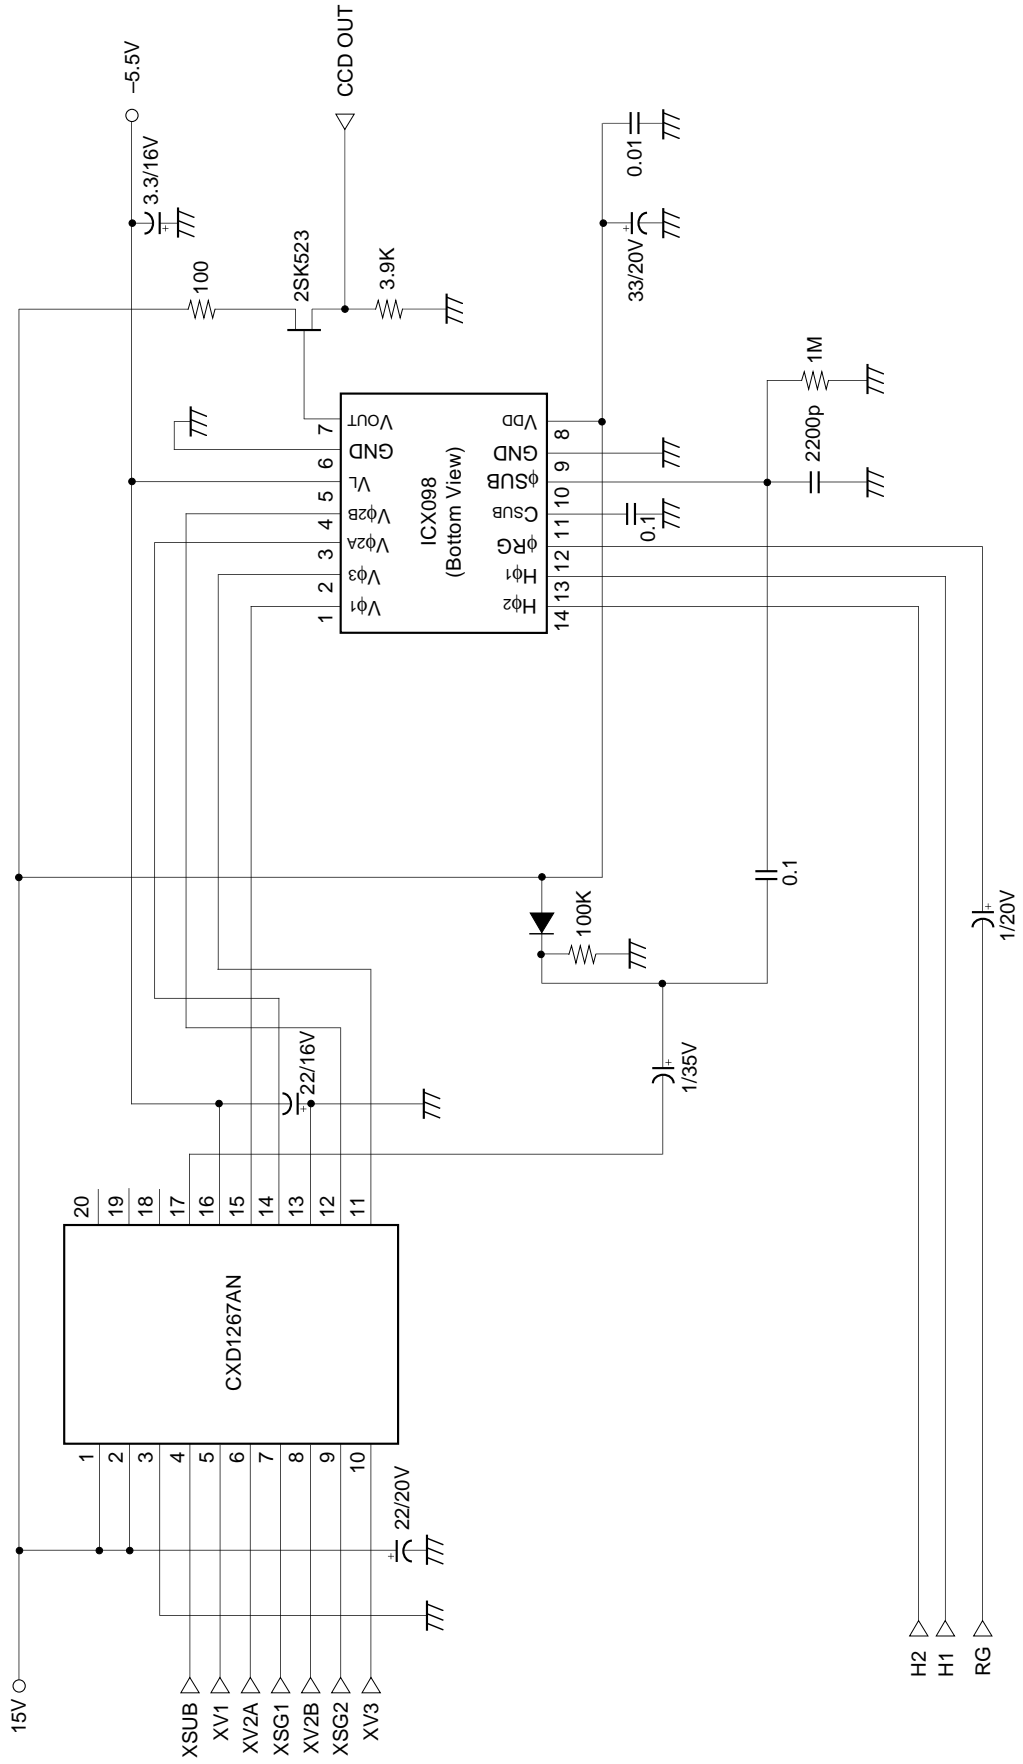 15V
XSUB
XV1
XV2A
XSG1
XV2B
XSG2
XV3
22/20V
+
1
2
3
4
5
6
7
8
9
10
CXD1267AN
20
19
18
17
16
15
14
13
12
11
22/16V
+
1/35V
+
100K
0.1
–5.5V
3.3/16V
+
100
2SK523
CCD OUT
3.9K
1
2
3
4
5
6
7
Vφ1
Vφ3
Vφ2A
Vφ2B
VL
GND
VOUT
ICX098
(Bottom View)
Hφ2
Hφ1
φRG
CSUB
φSUB
GND
VDD
14
13
12
11
10
9
8
0.1
33/20V
+
0.01
2200p
1M
1/20V
+
H2
H1
RG